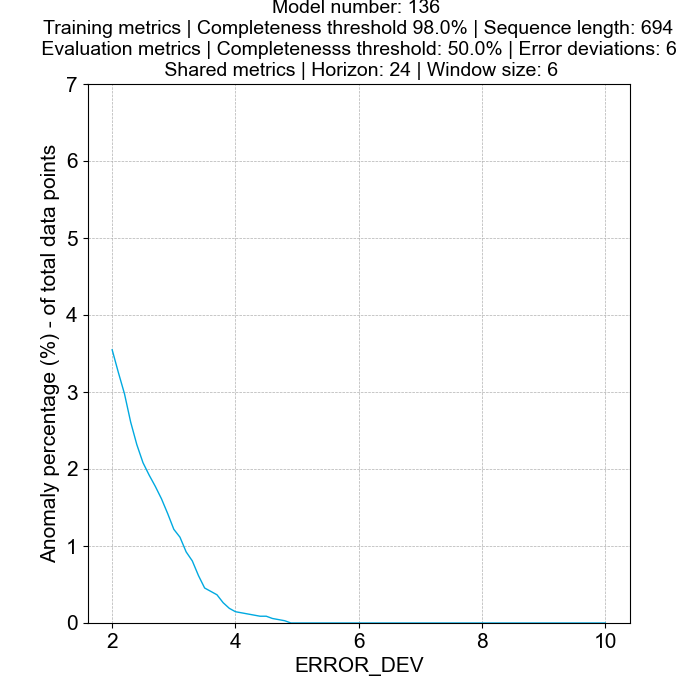 Model number: 136
Training metrics | Completeness threshold 98.0% | Sequence length: 694
Evaluation metrics | Completenesss threshold: 50.0% | Error deviations: 6
Shared metrics | Horizon: 24 | Window size: 6
Anomaly percentage (%) - of total data points
7
6
5
4
3
2
1
0
2 4 6 8 10
ERROR_DEV